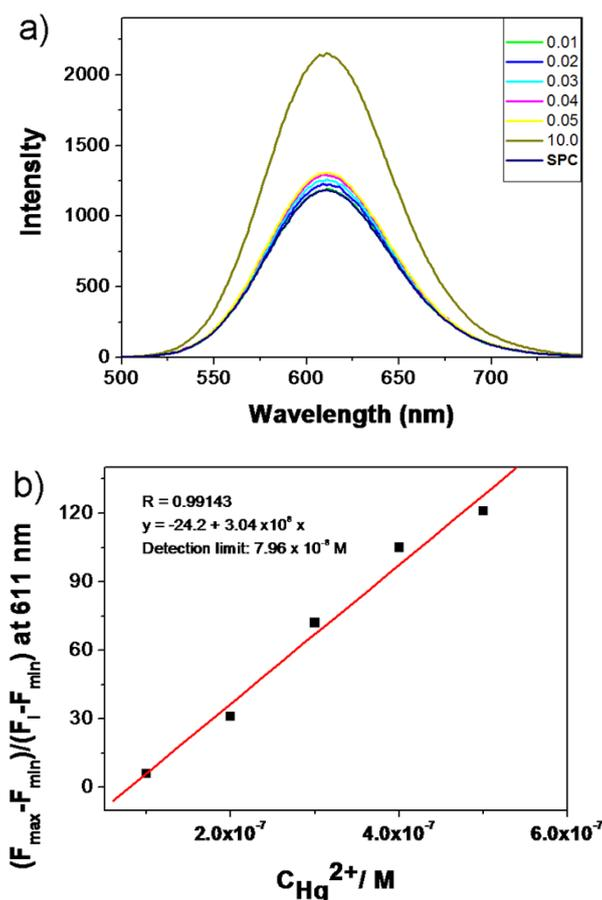 a)
2000
1500
1000
500
0
Intensity
500 550 600 650 700
Wavelength (nm)
0.01
0.02
0.03
0.04
0.05
10.0
SPC
b)
R = 0.99143
y = -24.2 + 3.04 x10⁸ x
Detection limit: 7.96 x 10⁻⁸ M
120
90
60
30
0
(Fmax-Fmin)/(Fi-Fmin) at 611 nm
2.0x10⁻⁷ 4.0x10⁻⁷ 6.0x10⁻⁷
CHg²⁺/ M